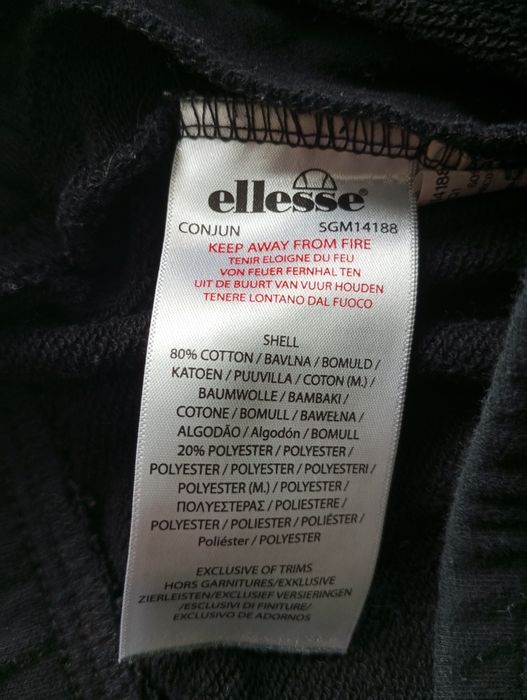 ellesse®
CONJUN SGM14188
KEEP AWAY FROM FIRE
TENIR ELOIGNE DU FEU
VON FEUER FERNHAL TEN
UIT DE BUURT VAN VUUR HOUDEN
TENERE LONTANO DAL FUOCO
SHELL
80% COTTON / BAVLNA / BOMULD /
KATOEN / PUUVILLA / COTON (M.) /
BAUMWOLLE / BAMBAKI /
COTONE / BOMULL / BAWEŁNA /
ALGODÃO / Algodón / BOMULL
20% POLYESTER / POLYESTER /
POLYESTER / POLYESTER / POLYESTERI /
POLYESTER (M.) / POLYESTER /
ΠΟΛΥΕΣΤΕΡΑΣ / POLIESTERE /
POLYESTER / POLIESTER / POLIÉSTER /
Poliéster / POLYESTER
EXCLUSIVE OF TRIMS
HORS GARNITURES/EXKLUSIVE
ZIERLEISTEN/EXCLUSIEF VERSIERINGEN
/ESCLUSIVI DI FINITURE/
EXCLUSIVO DE ADORNOS